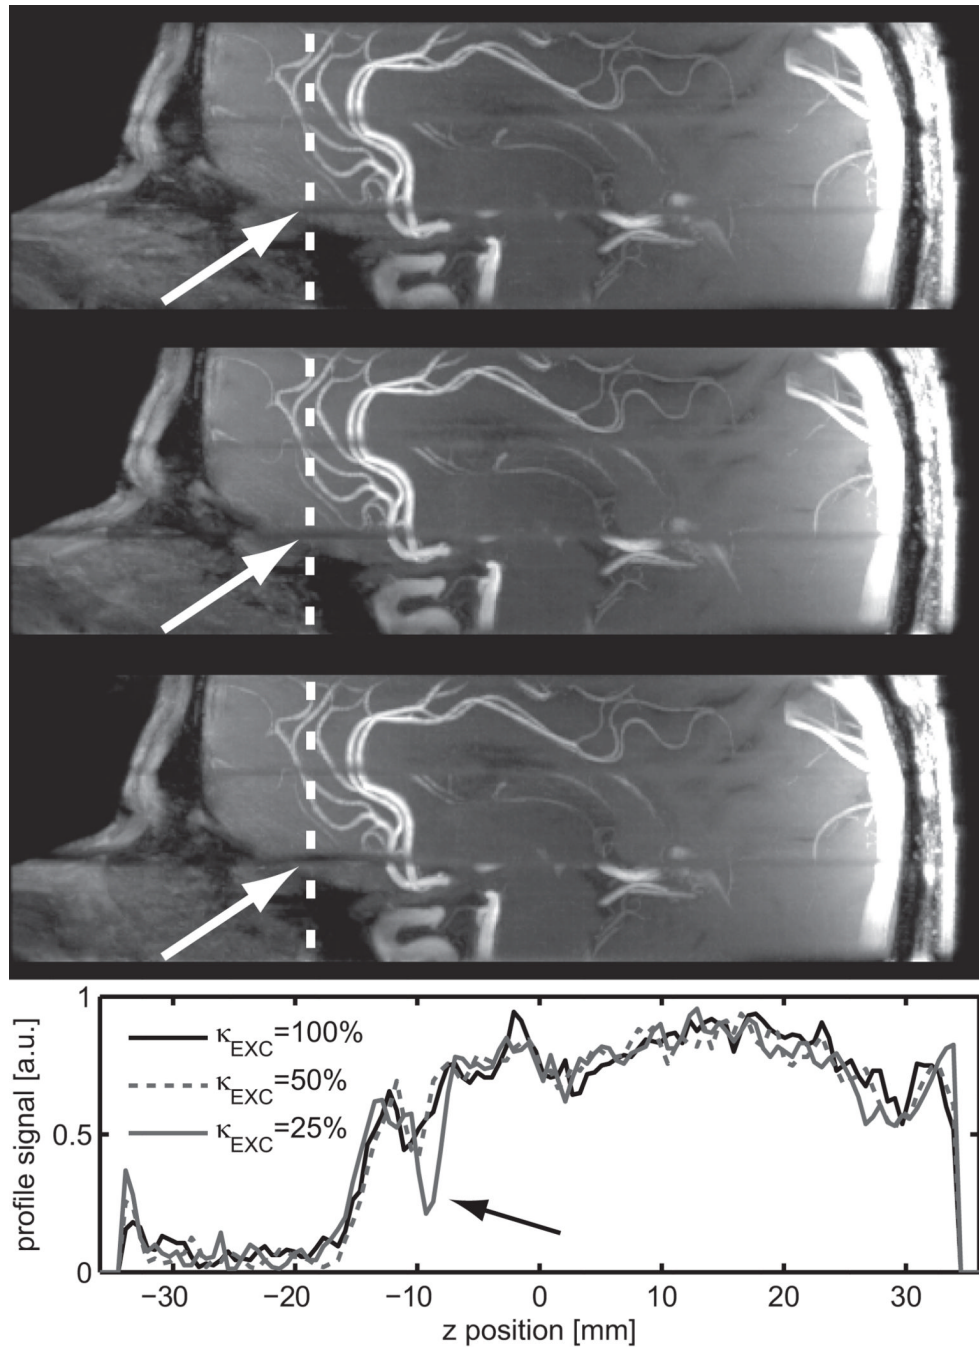 1
0.5
0
profile signal [a.u.]
κEXC=100%
κEXC=50%
κEXC=25%
−30 −20 −10 0 10 20 30
z position [mm]